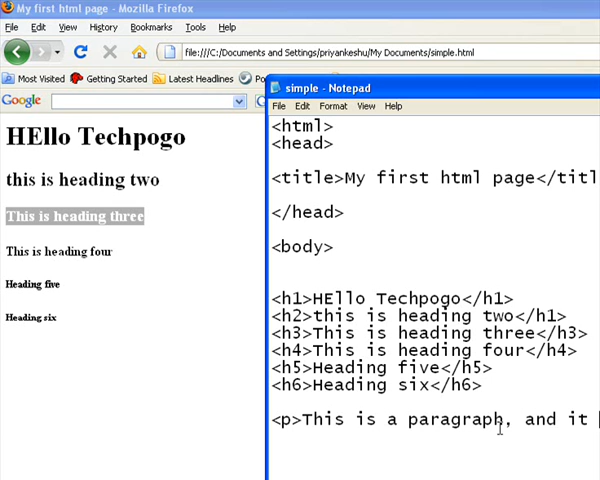 My first html page - Mozilla Firefox
File Edit View History Bookmarks Tools Help
file:///C:/Documents and Settings/priyankeshu/My Documents/simple.html
Most Visited Getting Started Latest Headlines
Google
HEllo Techpogo
this is heading two
This is heading three
This is heading four
Heading five
Heading six
simple - Notepad
File Edit Format View Help
<html>
<head>
<title>My first html page</titl
</head>
<body>
<h1>HEllo Techpogo</h1>
<h2>this is heading two</h1>
<h3>This is heading three</h3>
<h4>This is heading four</h4>
<h5>Heading five</h5>
<h6>Heading six</h6>
<p>This is a paragraph, and it